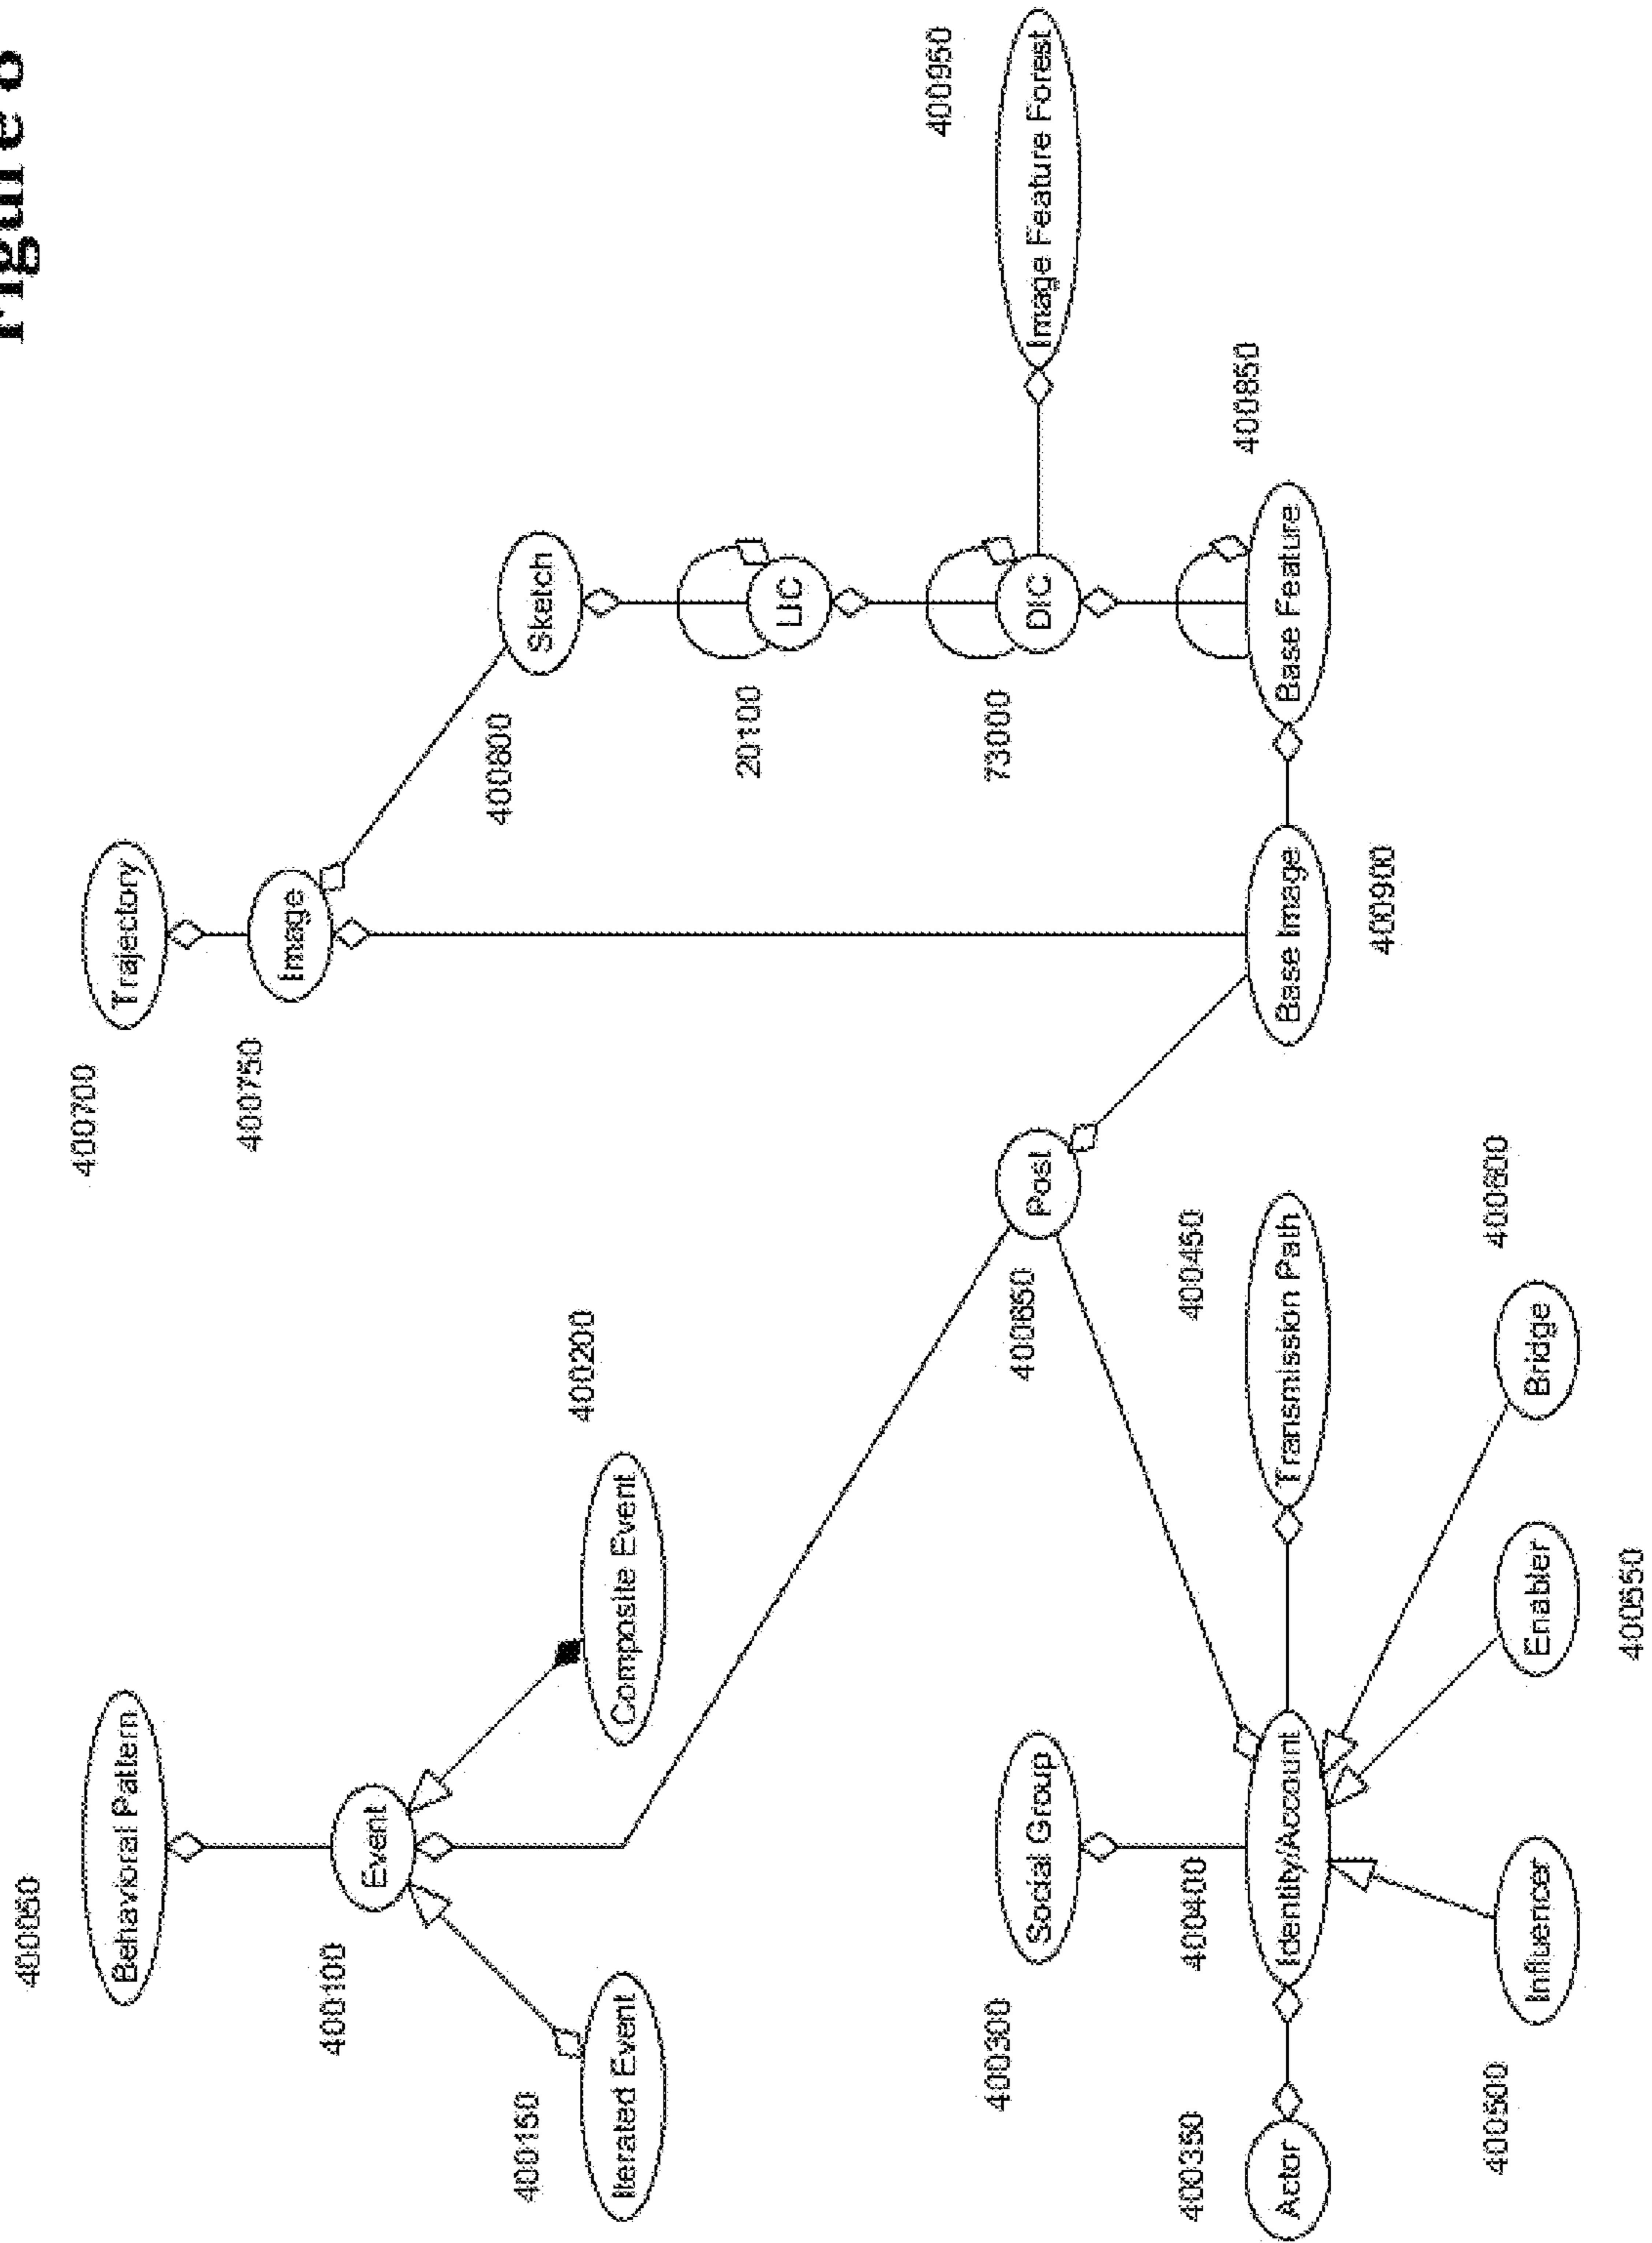 Figure 8
400050
400700
Behavioral Pattern
Trajectory
400750
Image
400100
Event
400800
400150
Sketch
400200
Iterated Event
Composite Event
20100
LIC
400950
400300
73000
400650
Social Group
Post
DIC
Image Feature Forest
400350
400400
400450
400850
Actor
Identity/Account
Transmission Path
Base Image
Base Feature
400900
400500
400600
Influencer
Enabler
Bridge
400550